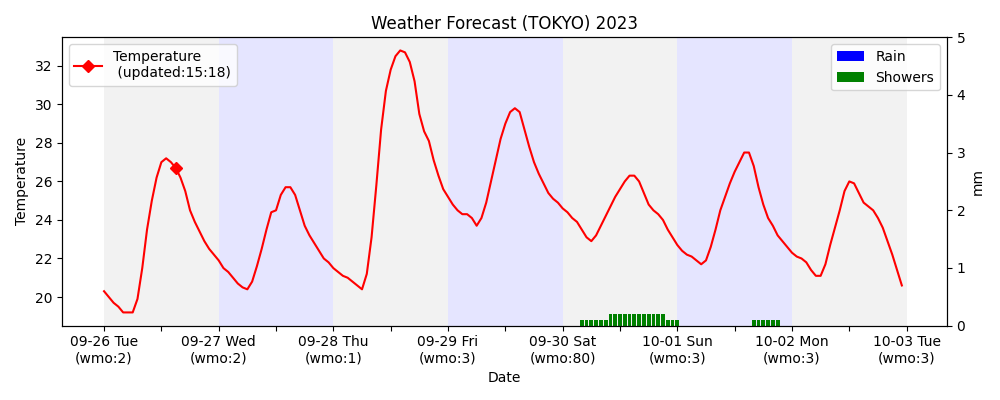 Weather Forecast (TOKYO) 2023
Temperature
(updated:15:18)
Rain
Showers
Temperature
32
30
28
26
24
22
20
5
4
3
2
1
0
mm
09-26 Tue
(wmo:2)
09-27 Wed
(wmo:2)
09-28 Thu
(wmo:1)
09-29 Fri
(wmo:3)
09-30 Sat
(wmo:80)
10-01 Sun
(wmo:3)
10-02 Mon
(wmo:3)
10-03 Tue
(wmo:3)
Date